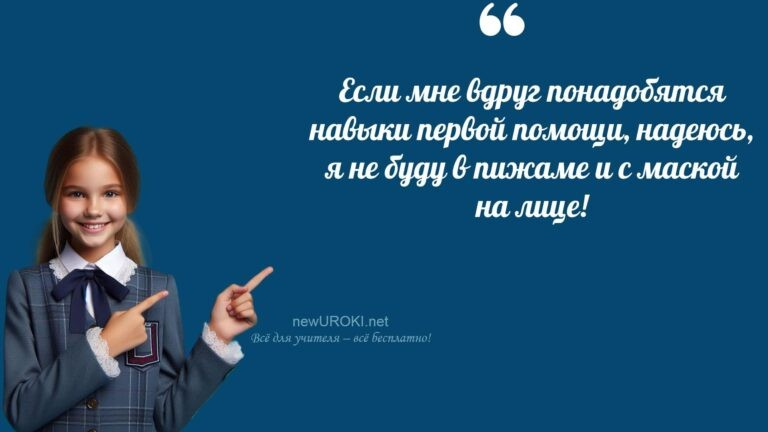 Если мне вдруг понадобятся
навыки первой помощи, надеюсь,
я не буду в пижаме и с маской
на лице!
newUROKI.net
Всё для учителя – всё бесплатно!